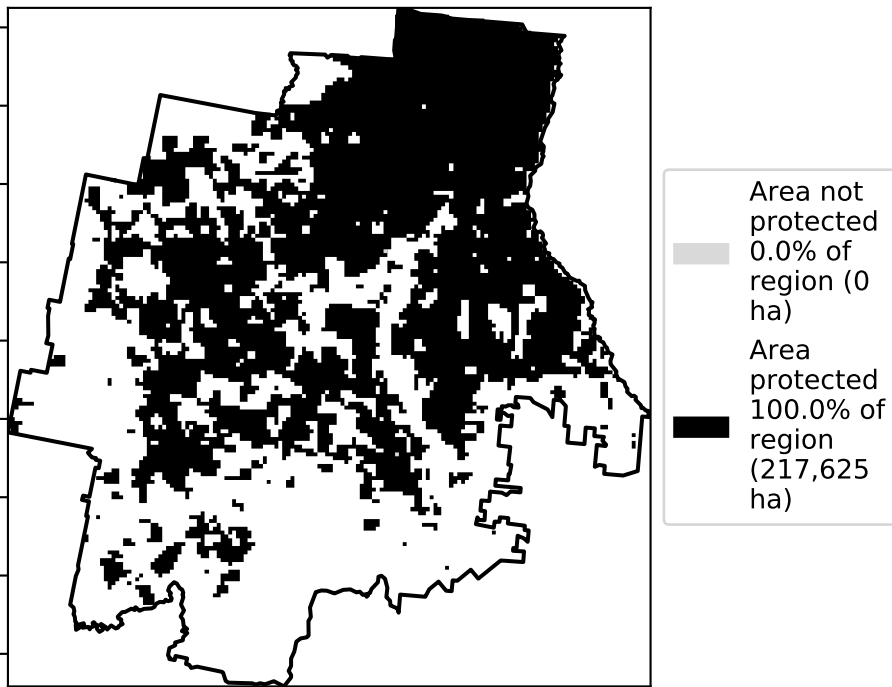 Area not
protected
0.0% of
region (0
ha)
Area
protected
100.0% of
region
(217,625
ha)